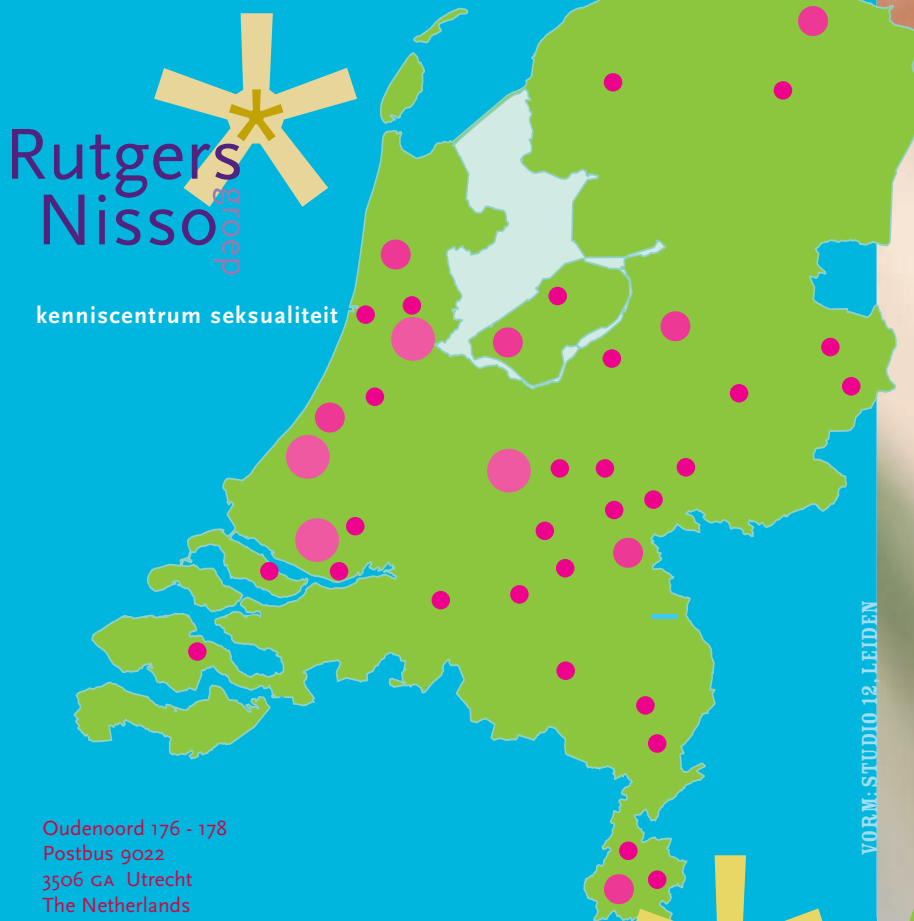 Rutgers
Nisso
groep
kenniscentrum seksualiteit
Oudenoord 176 - 178
Postbus 9022
3506 GA Utrecht
The Netherlands
VORM: STUDIO 12, LEIDEN